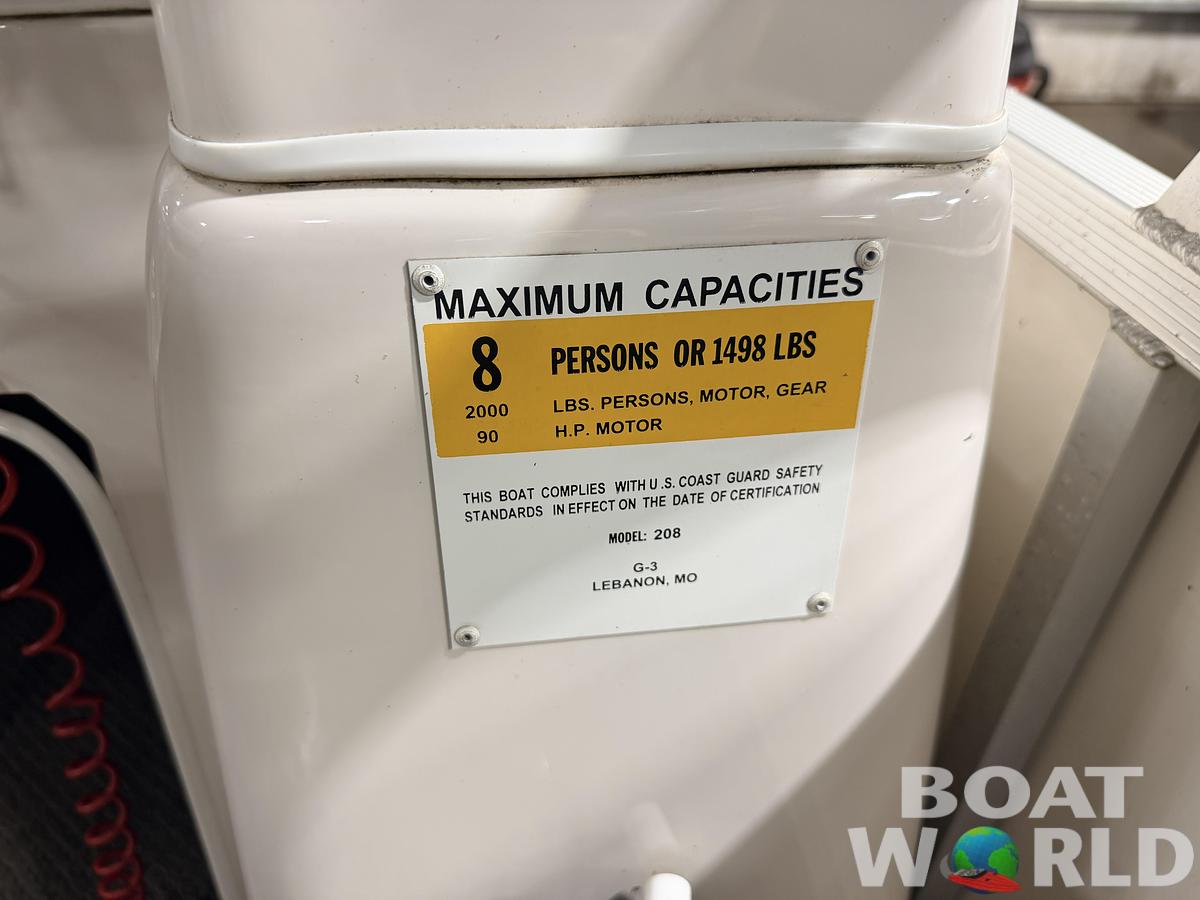 MAXIMUM CAPACITIES
8 PERSONS OR 1498 LBS
2000 LBS. PERSONS, MOTOR, GEAR
90 H.P. MOTOR
THIS BOAT COMPLIES WITH U.S. COAST GUARD SAFETY
STANDARDS IN EFFECT ON THE DATE OF CERTIFICATION
MODEL: 208
G-3
LEBANON, MO
BOAT
WORLD